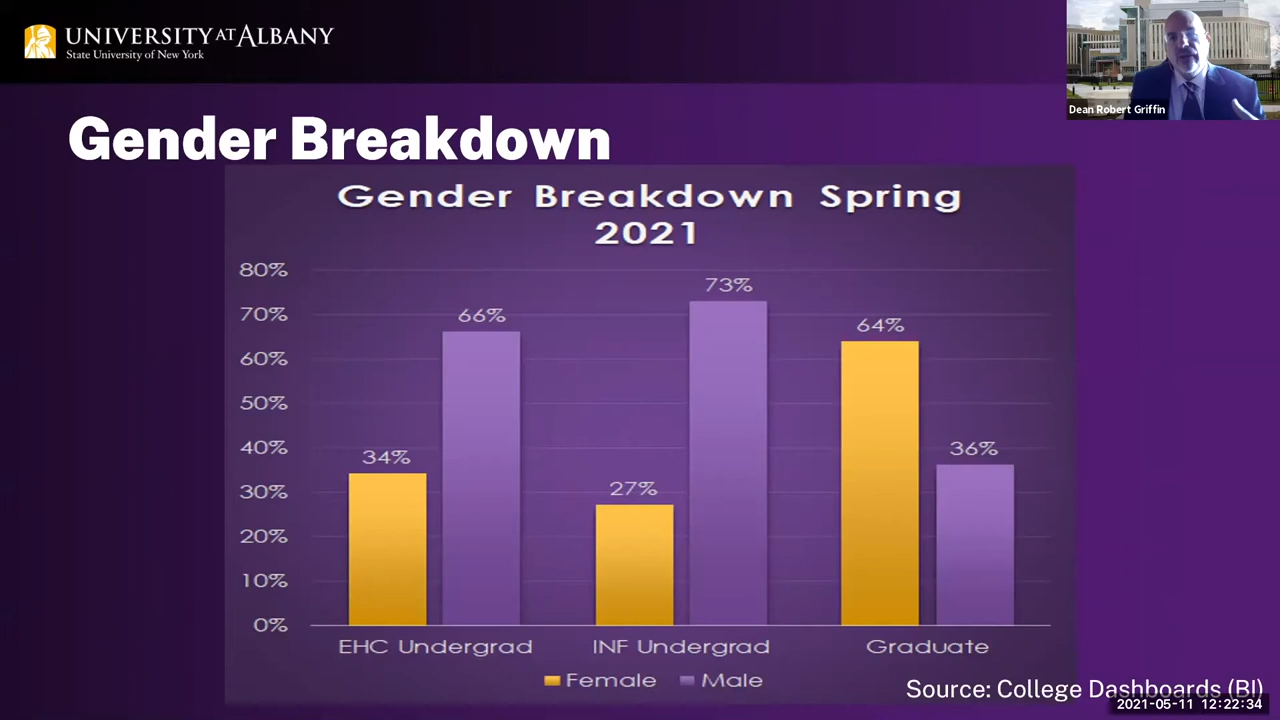 UNIVERSITY AT ALBANY
State University of New York
Dean Robert Griffin
Gender Breakdown
Gender Breakdown Spring
2021
80%
70%
60%
50%
40%
30%
20%
10%
0%
34%
66%
27%
73%
64%
36%
EHC Undergrad
INF Undergrad
Graduate
Female
Male
Source: College Dashboards (BI)
2021-05-11 12:22:34